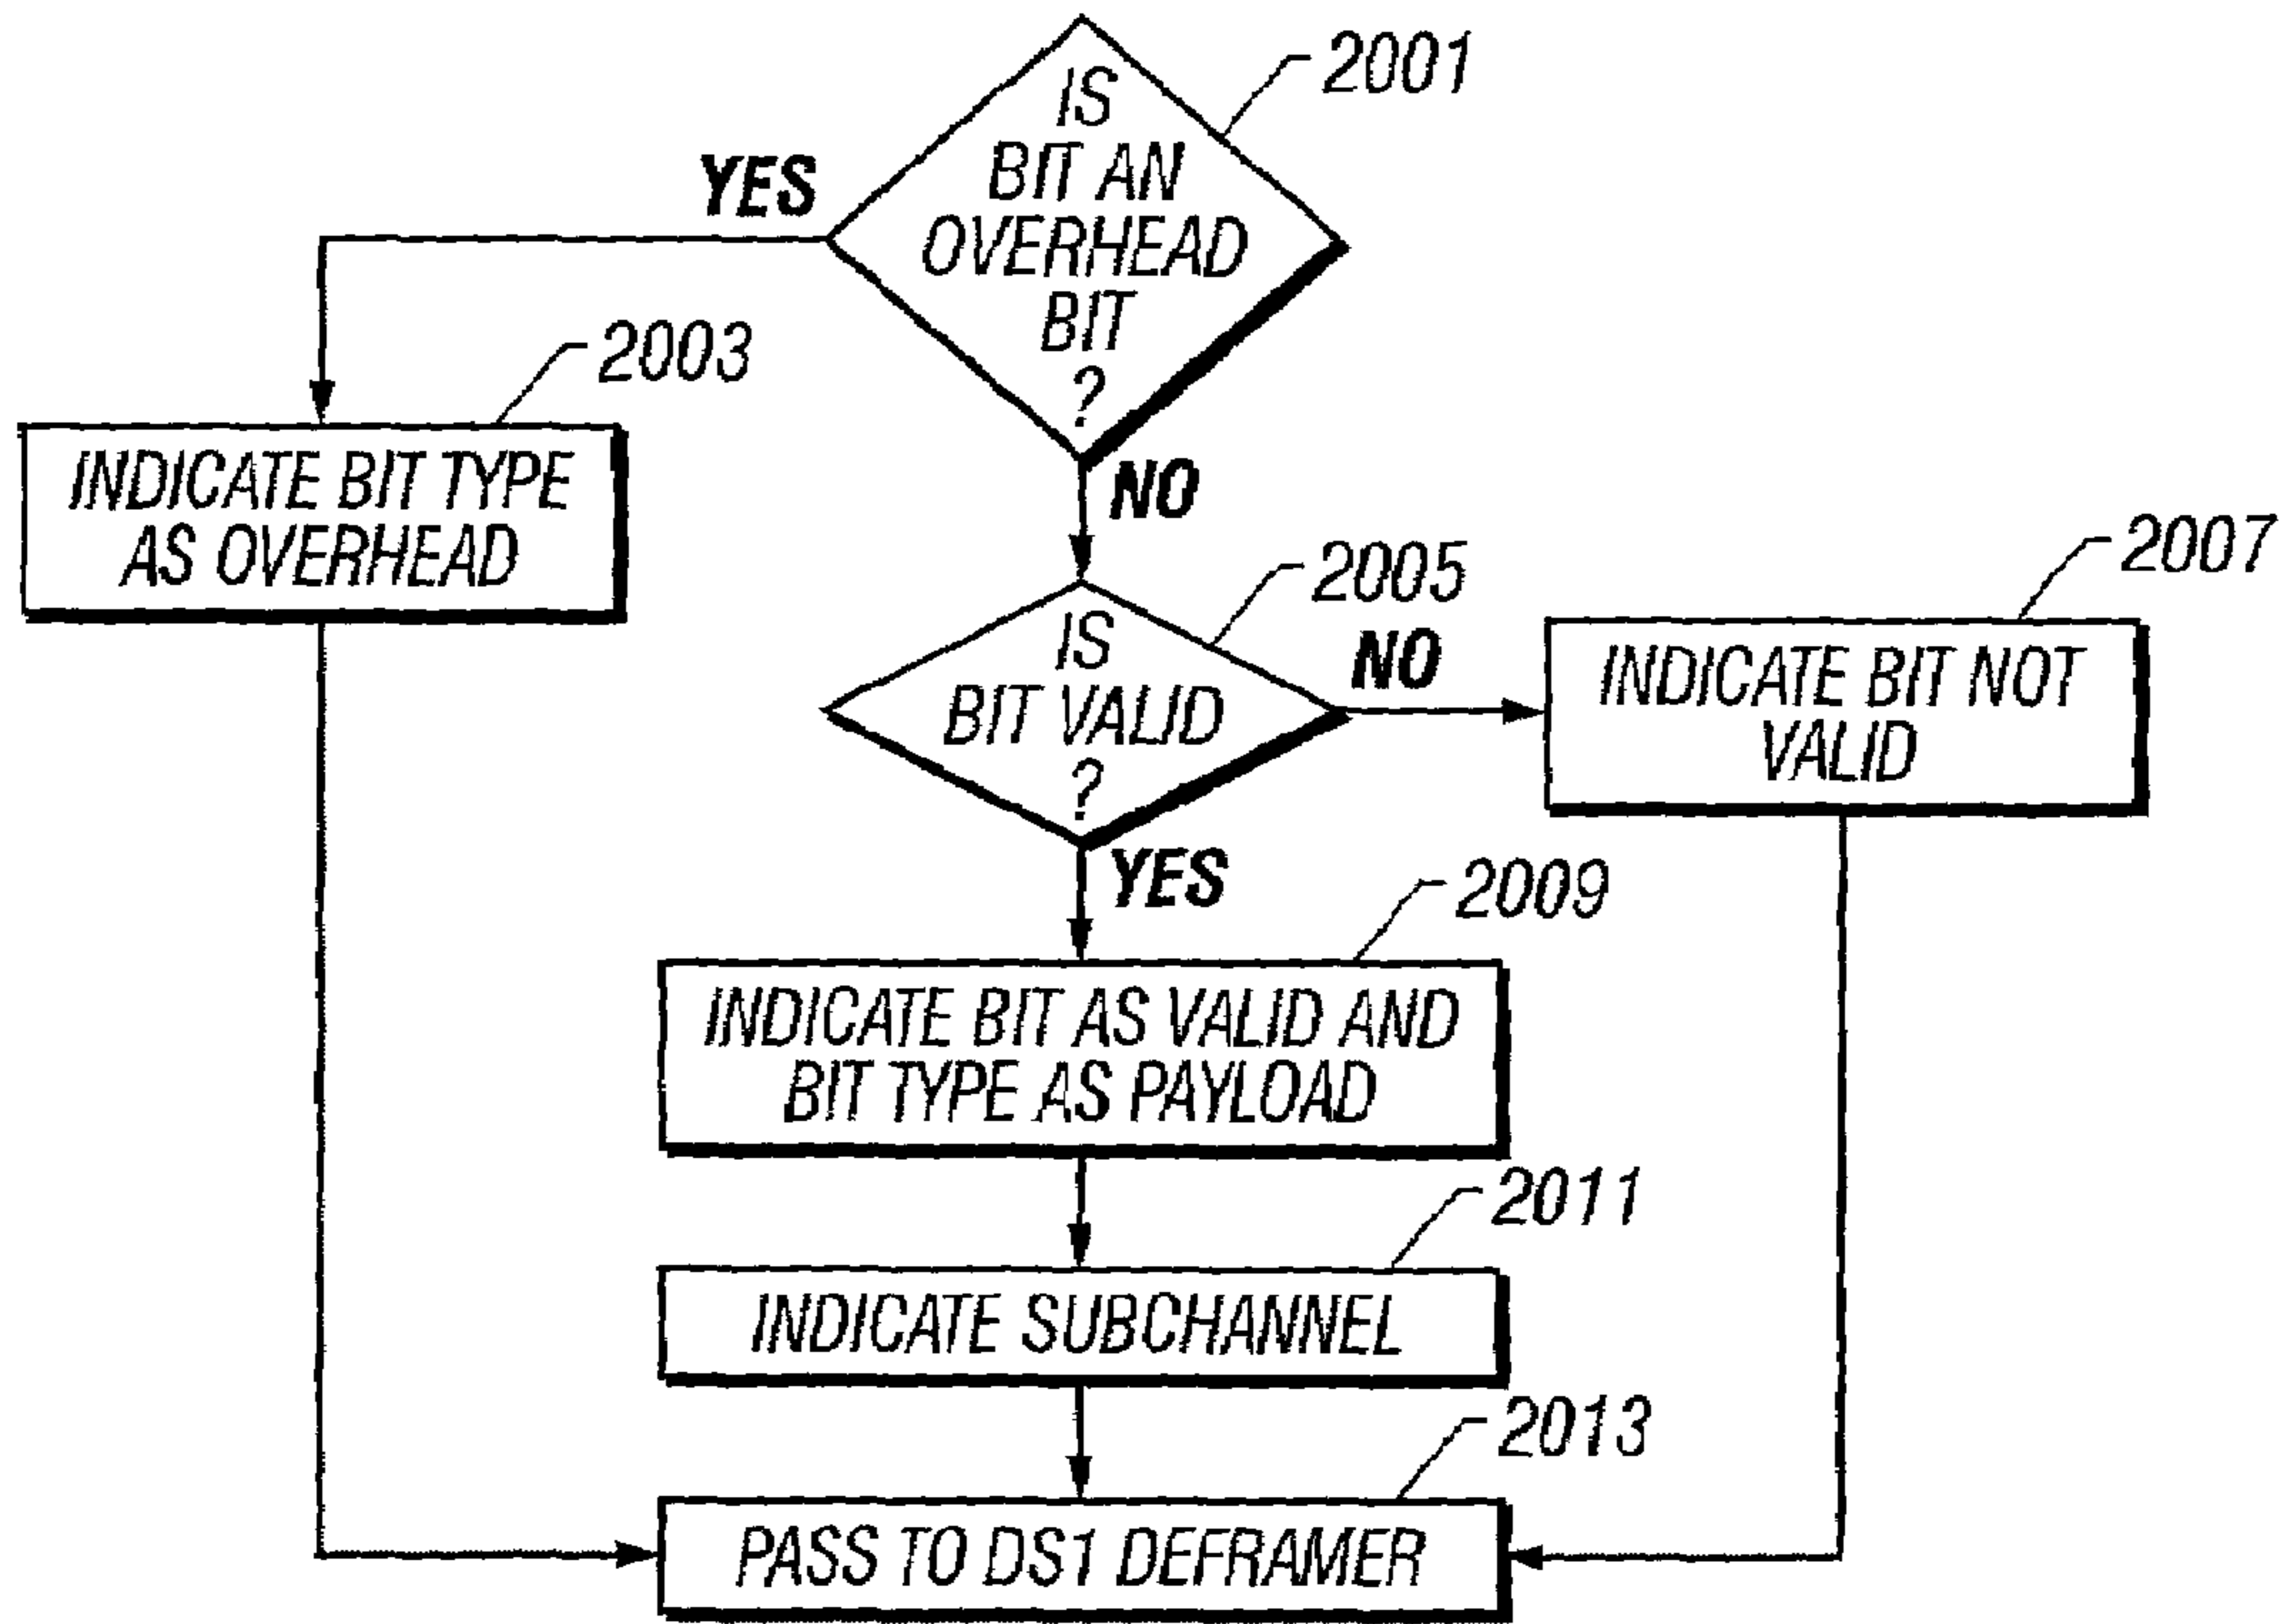 IS
BIT AN
OVERHEAD
BIT
?
2001
YES
NO
2003
INDICATE BIT TYPE
AS OVERHEAD
2005
IS
BIT VALID
?
NO
YES
2007
INDICATE BIT NOT
VALID
2009
INDICATE BIT AS VALID AND
BIT TYPE AS PAYLOAD
2011
INDICATE SUBCHANNEL
2013
PASS TO DS1 DEFRAMER